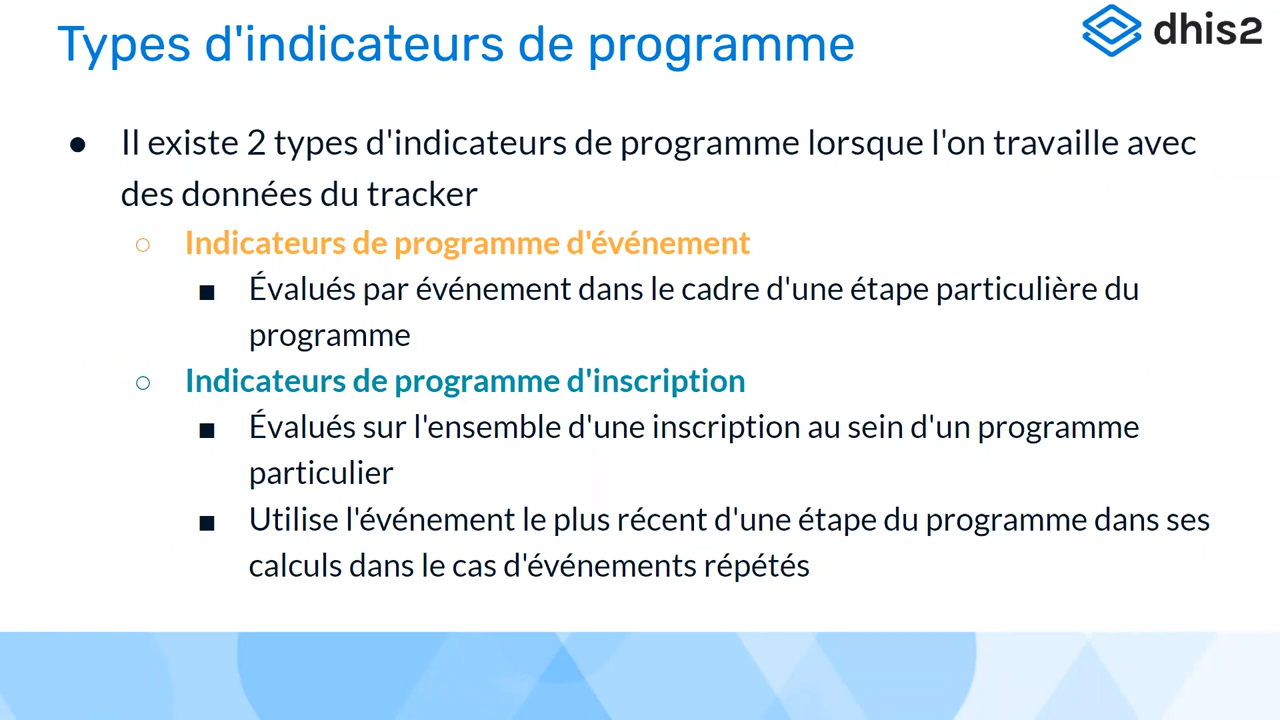 Types d'indicateurs de programme
dhis2
● Il existe 2 types d'indicateurs de programme lorsque l'on travaille avec
des données du tracker
○ Indicateurs de programme d'événement
■ Évalués par événement dans le cadre d'une étape particulière du
programme
○ Indicateurs de programme d'inscription
■ Évalués sur l'ensemble d'une inscription au sein d'un programme
particulier
■ Utilise l'événement le plus récent d'une étape du programme dans ses
calculs dans le cas d'événements répétés